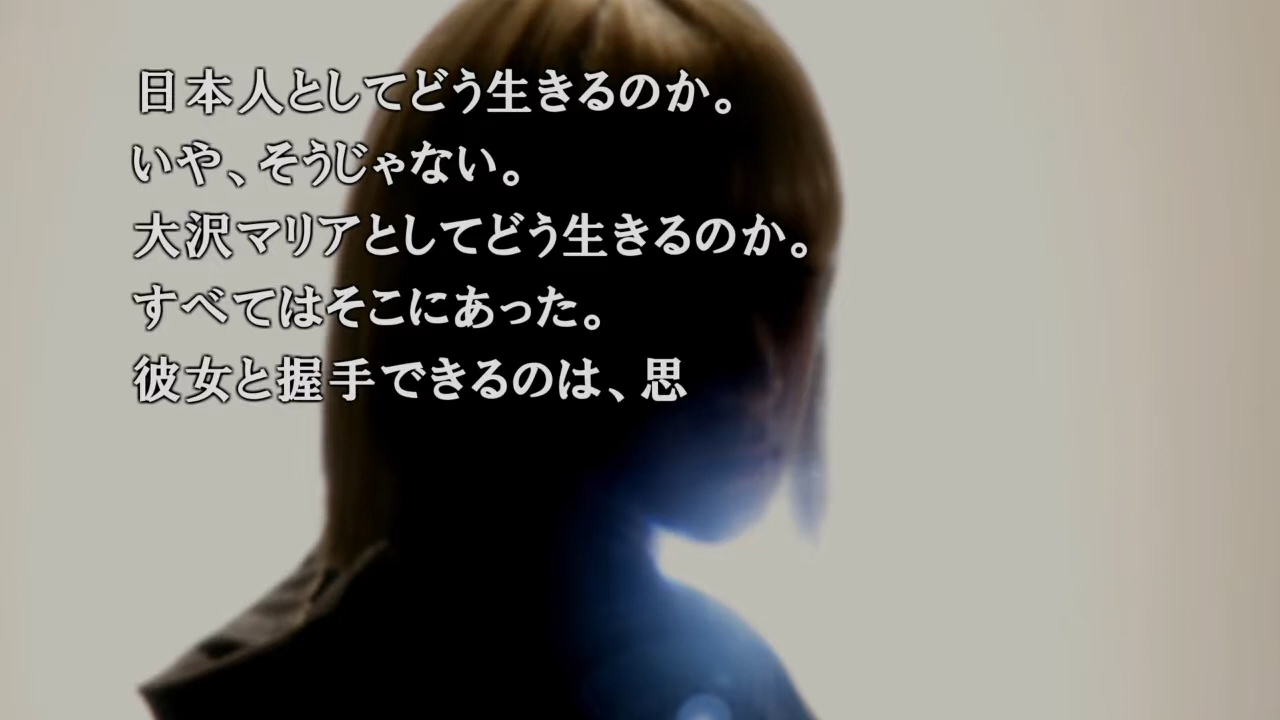 日本人としてどう生きるのか。
いや、そうじゃない。
大沢マリアとしてどう生きるのか。
すべてはそこにあった。
彼女と握手できるのは、思